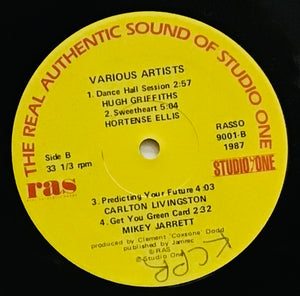 THE REAL AUTHENTIC SOUND OF STUDIO ONE
VARIOUS ARTISTS
1. Dance Hall Session 2:57
HUGH GRIFFITHS
2. Sweetheart 5:04
HORTENSE ELLIS
Side B
33 1/3 rpm
RASSO
9001-B
1987
ras
STUDIO ONE
3. Predicting Your Future 4:03
CARLTON LIVINGSTON
4. Get You Green Card 2:32
MIKEY JARRETT
produced by Clement "Coxsone" Dodd
published by Jamrec
© RAS
℗ Studio One
KCPR